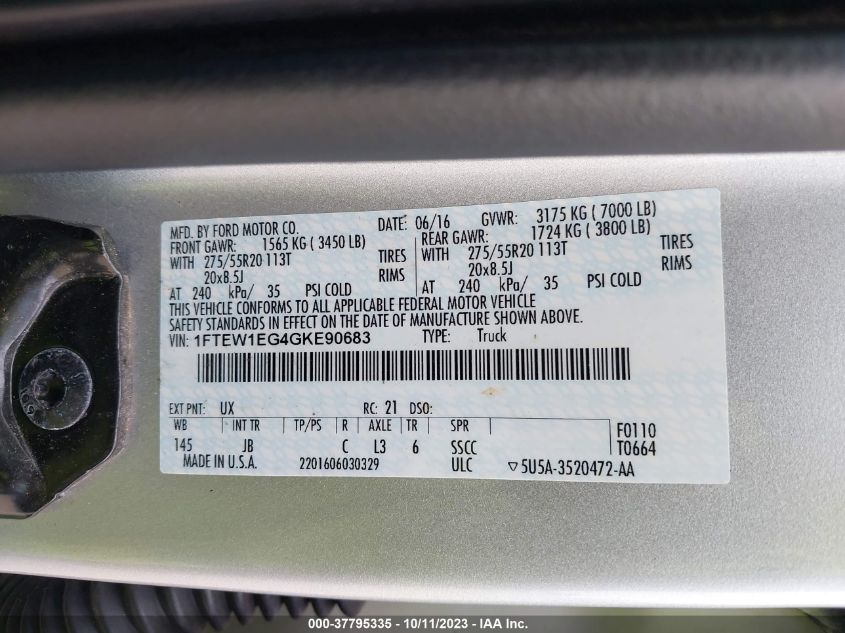 MFD. BY FORD MOTOR CO. DATE: 06/16 GVWR: 3175 KG ( 7000 LB)
FRONT GAWR: 1565 KG ( 3450 LB) REAR GAWR: 1724 KG ( 3800 LB)
WITH 275/55R20 113T TIRES WITH 275/55R20 113T TIRES
20x8.5J RIMS 20x8.5J RIMS
AT 240 kPa/ 35 PSI COLD AT 240 kPa/ 35 PSI COLD
THIS VEHICLE CONFORMS TO ALL APPLICABLE FEDERAL MOTOR VEHICLE
SAFETY STANDARDS IN EFFECT ON THE DATE OF MANUFACTURE SHOWN ABOVE.
VIN: 1FTEW1EG4GKE90683 TYPE: Truck
EXT PNT: UX RC: 21 DSO:
WB INT TR TP/PS R AXLE TR SPR F0110
145 JB C L3 6 SSCC T0664
MADE IN U.S.A. 2201606030329 ULC ▽5U5A-3520472-AA
000-37795335 - 10/11/2023 - IAA Inc.